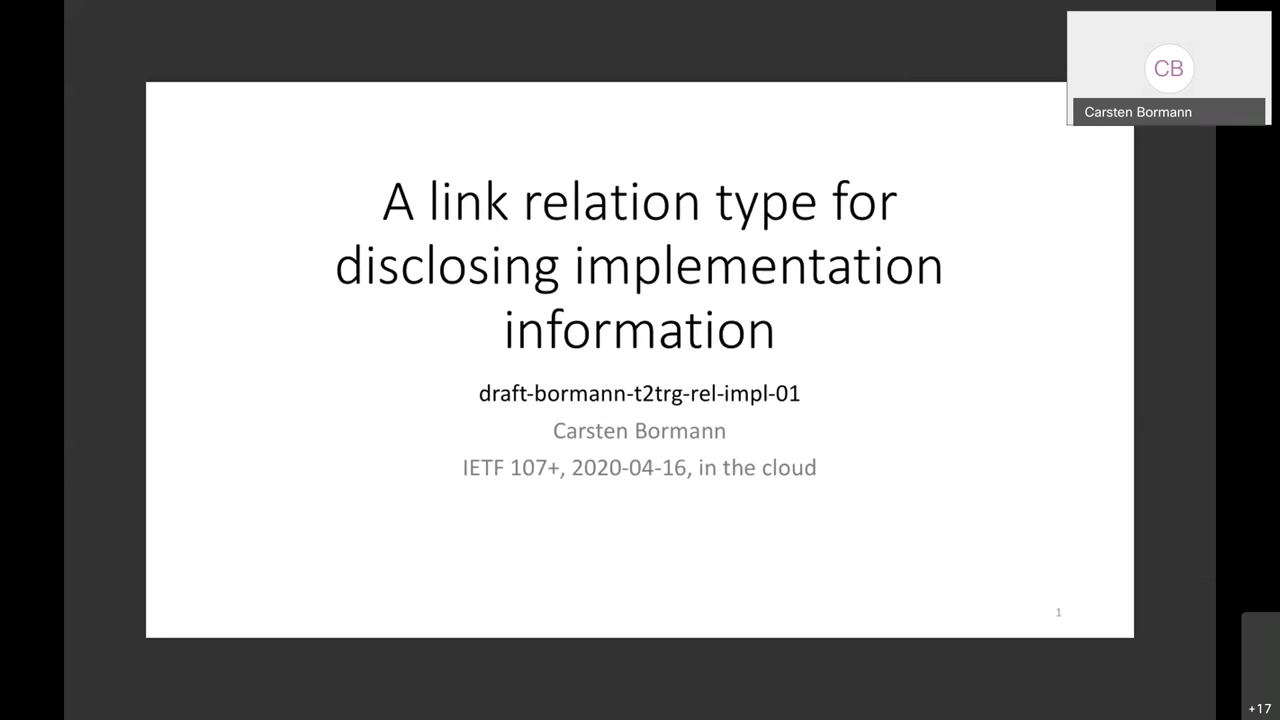 CB
Carsten Bormann
A link relation type for
disclosing implementation
information
draft-bormann-t2trg-rel-impl-01
Carsten Bormann
IETF 107+, 2020-04-16, in the cloud
1
+17